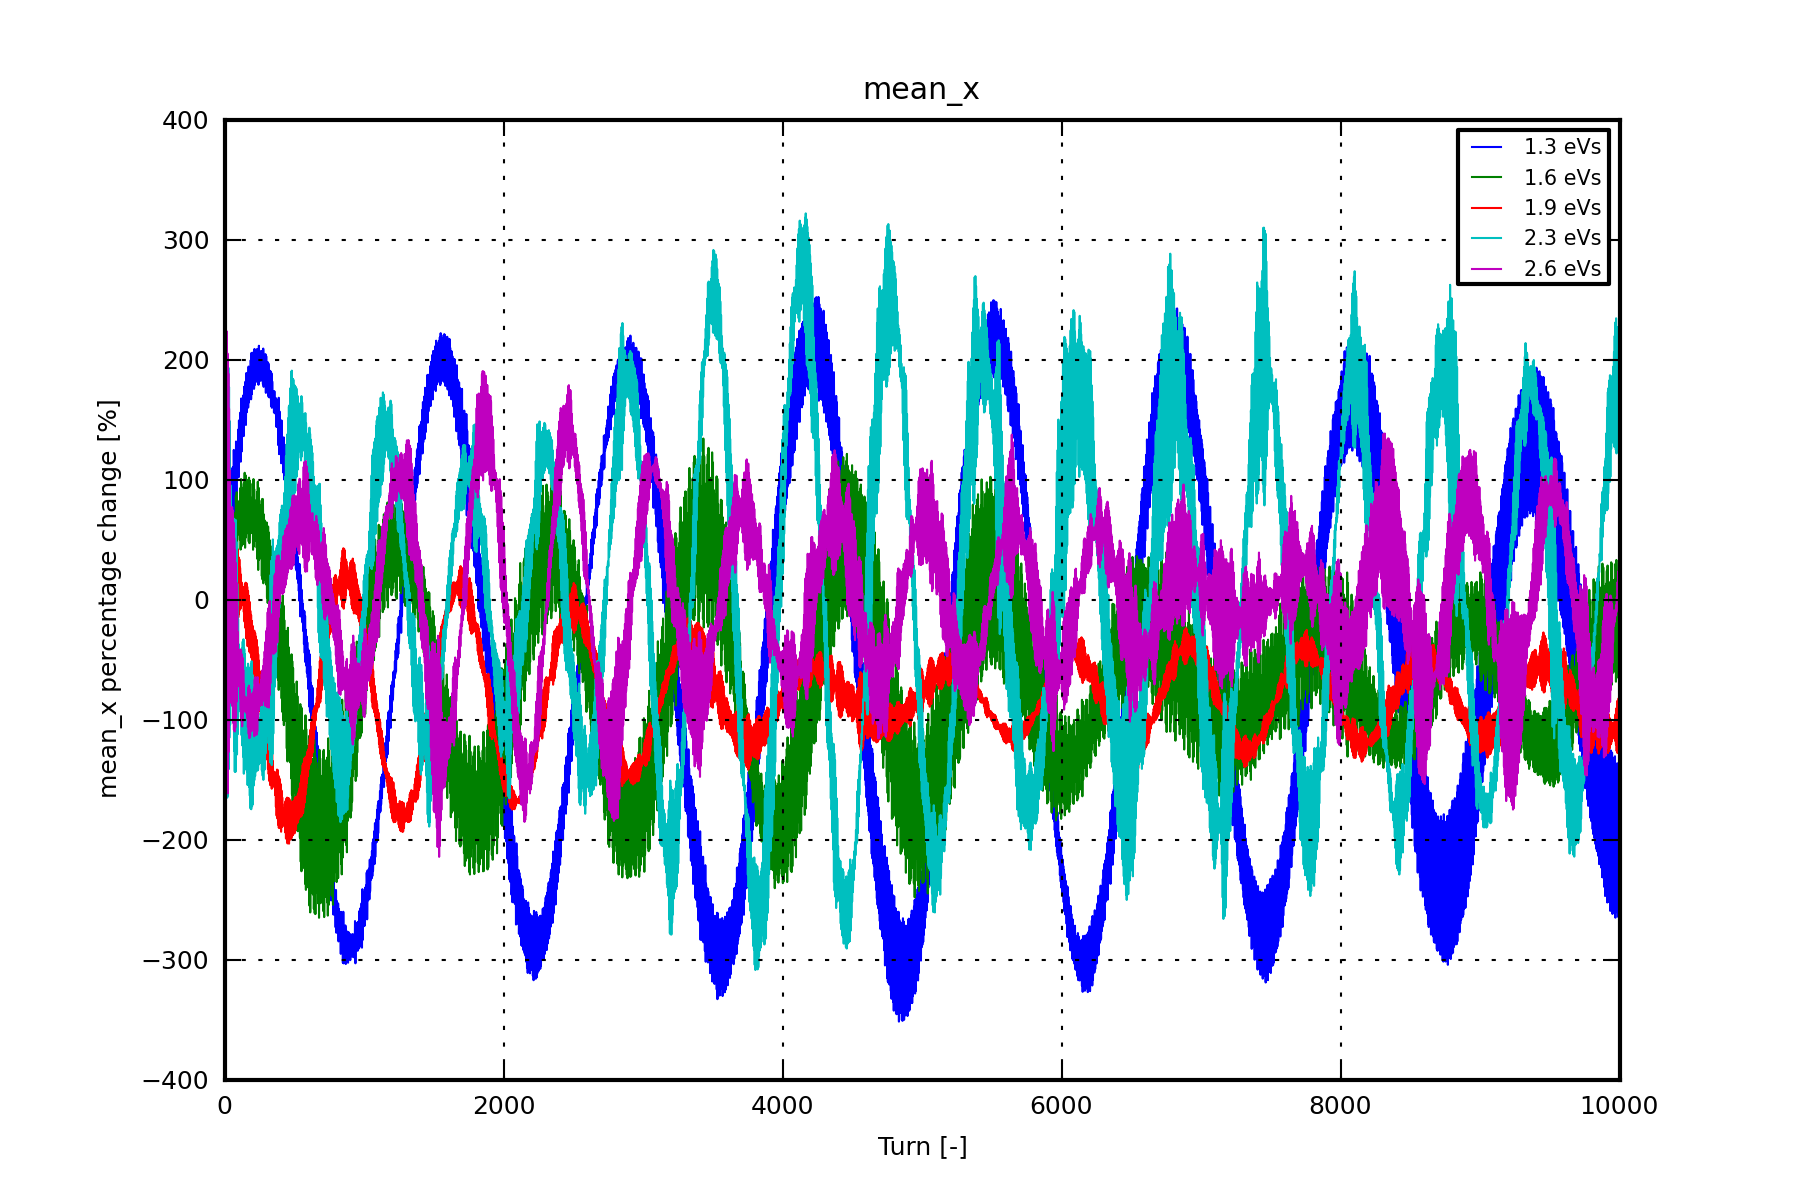 mean_x
400
300
200
100
0
−100
−200
−300
−400
mean_x percentage change [%]
1.3 eVs
1.6 eVs
1.9 eVs
2.3 eVs
2.6 eVs
0 2000 4000 6000 8000 10000
Turn [-]